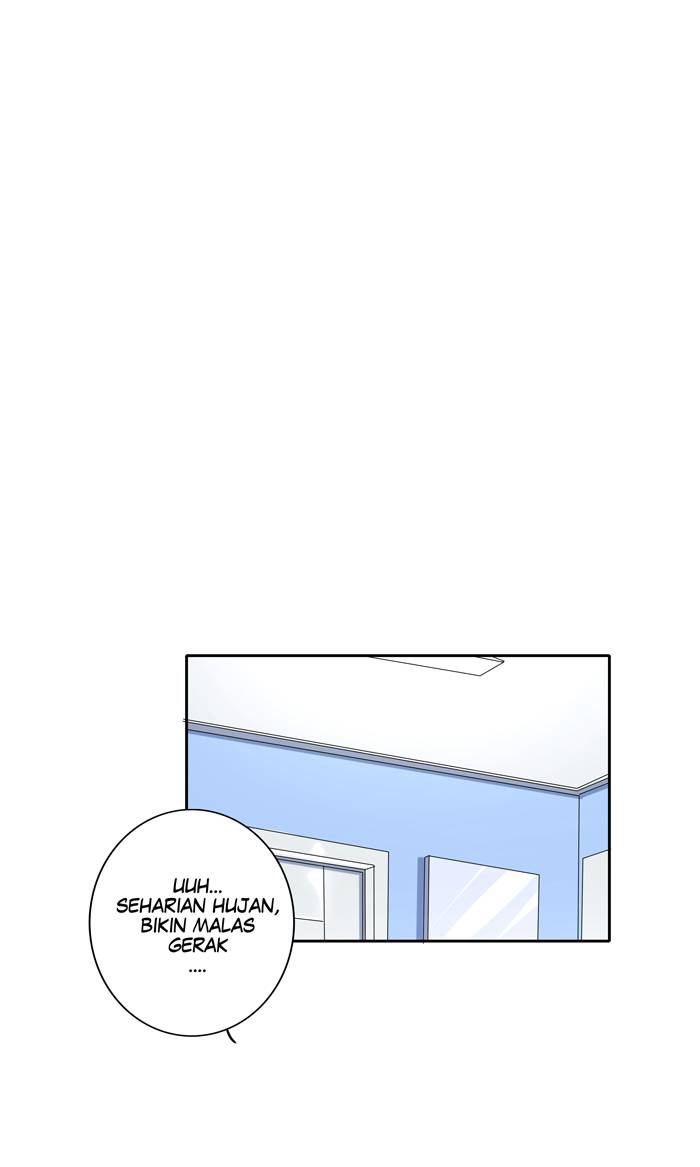 UUH...
SEHARIAN HUJAN,
BIKIN MALAS
GERAK
....